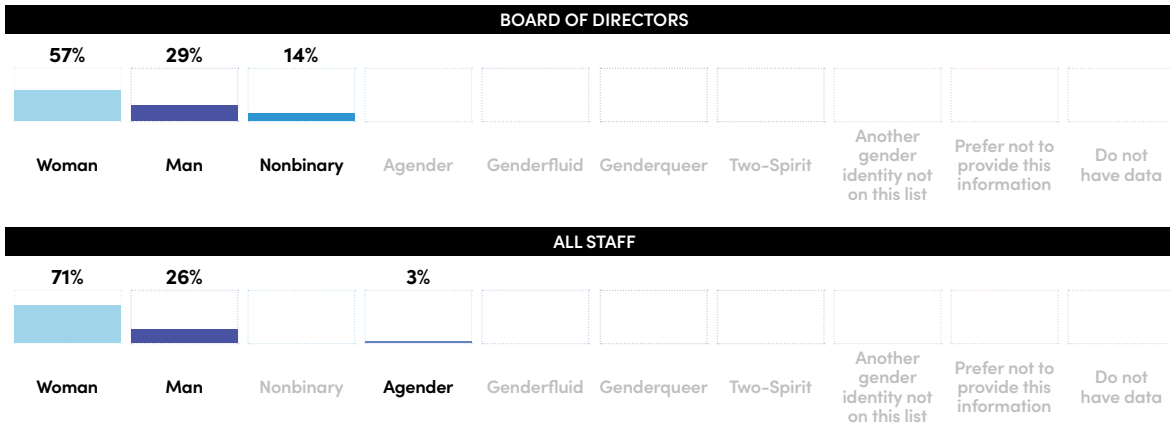 BOARD OF DIRECTORS
57% 29% 14%
Woman Man Nonbinary Agender Genderfluid Genderqueer Two-Spirit
Another
gender
identity not
on this list
Prefer not to
provide this
information
Do not
have data
ALL STAFF
71% 26% 3%
Woman Man Nonbinary Agender Genderfluid Genderqueer Two-Spirit
Another
gender
identity not
on this list
Prefer not to
provide this
information
Do not
have data